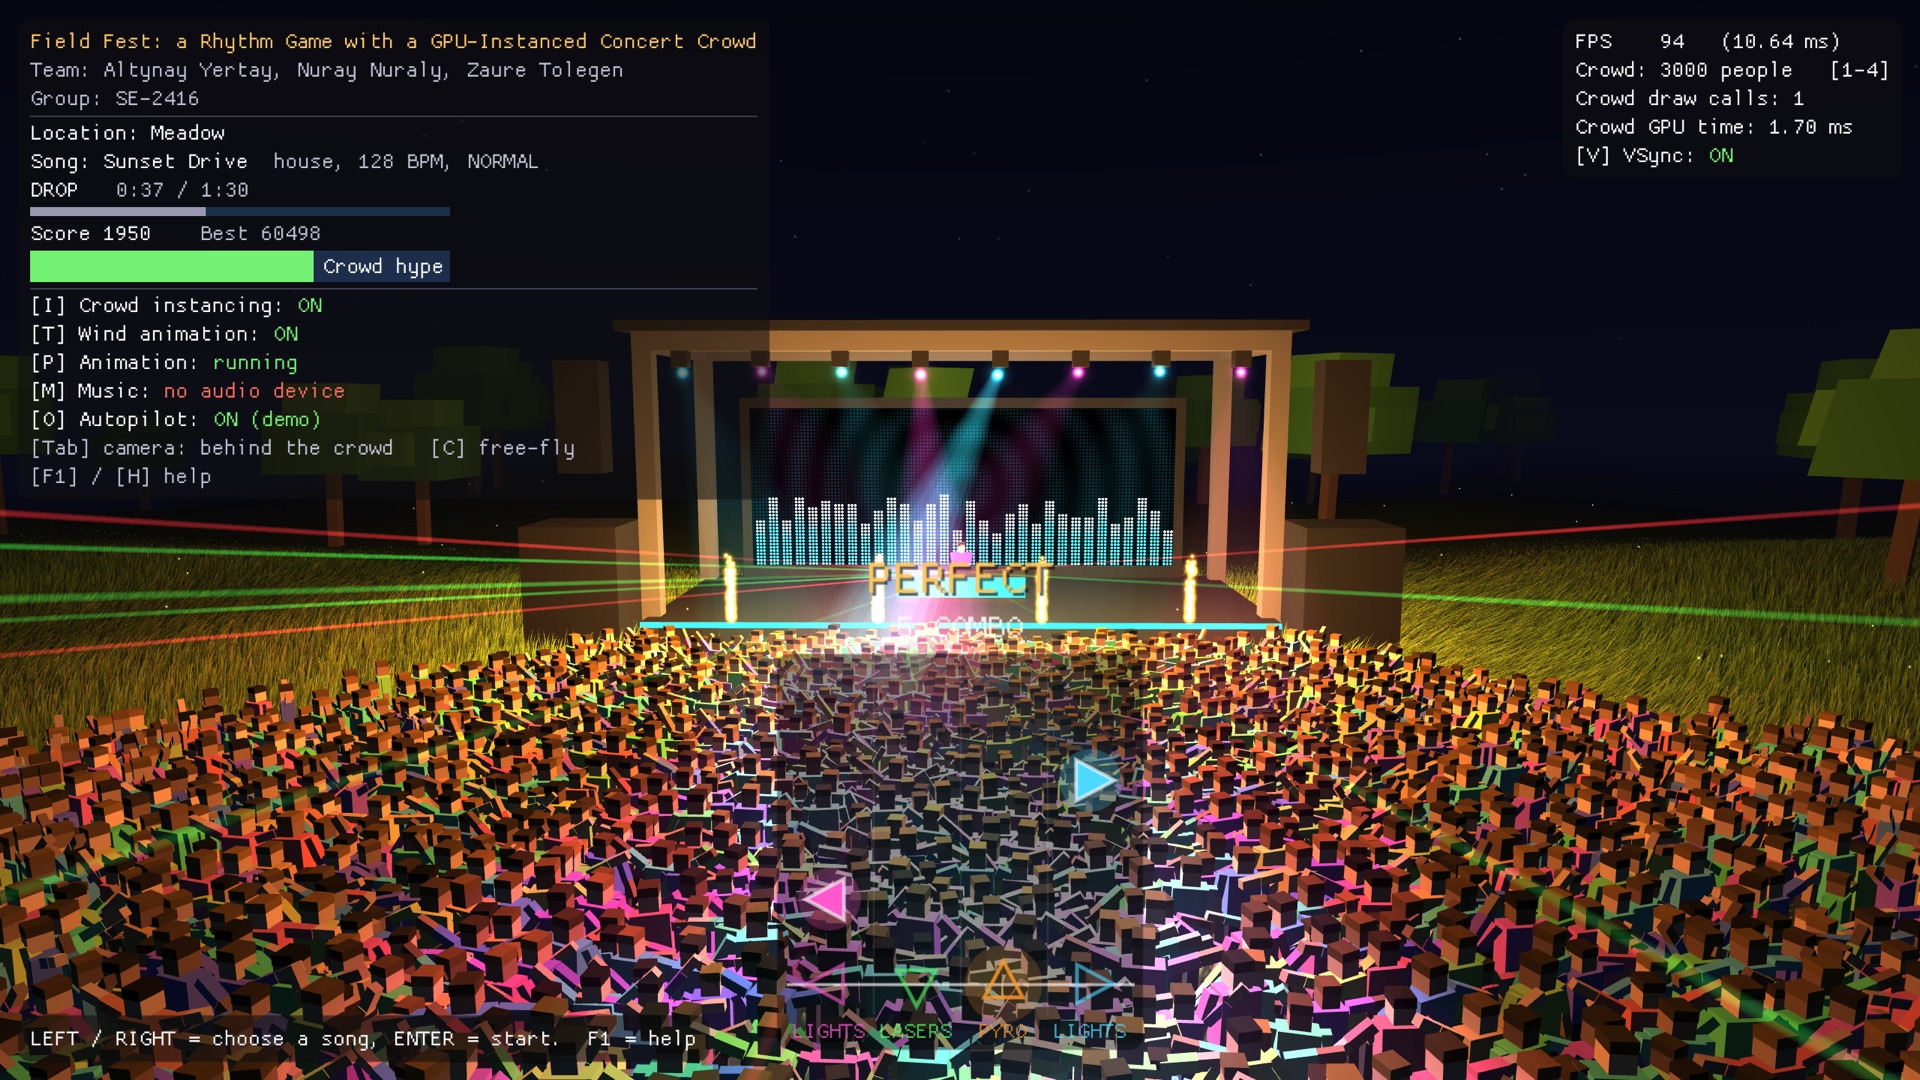 Field Fest: a Rhythm Game with a GPU-Instanced Concert Crowd
Team: Altynay Yertay, Nuray Nuraly, Zaure Tolegen
Group: SE-2416
Location: Meadow
Song: Sunset Drive house, 128 BPM, NORMAL
DROP 0:37 / 1:30
Score 1950 Best 60498
Crowd hype
[I] Crowd instancing: ON
[T] Wind animation: ON
[P] Animation: running
[M] Music: no audio device
[O] Autopilot: ON (demo)
[Tab] camera: behind the crowd [C] free-fly
[F1] / [H] help
FPS 94 (10.64 ms)
Crowd: 3000 people [1-4]
Crowd draw calls: 1
Crowd GPU time: 1.70 ms
[V] VSync: ON
PERFECT
COMBO
LIGHTS LASERS PYRO LIGHTS
LEFT / RIGHT = choose a song, ENTER = start. F1 = help